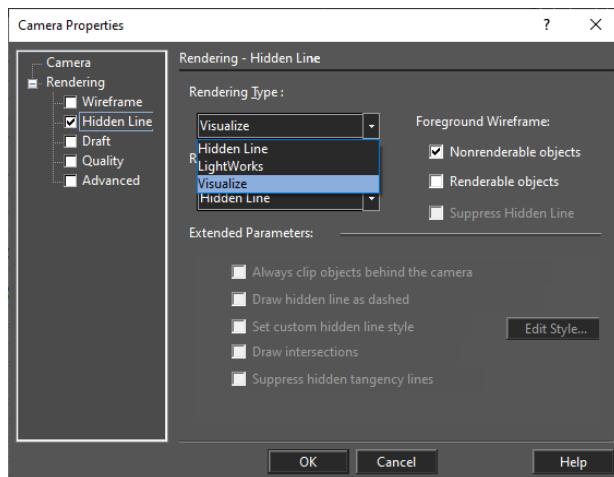 Camera Properties
?
Camera
Rendering
Wireframe
Hidden Line
Draft
Quality
Advanced
Rendering - Hidden Line
Rendering Type :
Visualize
Hidden Line
LightWorks
Visualize
R
Hidden Line
Foreground Wireframe:
Nonrenderable objects
Renderable objects
Suppress Hidden Line
Extended Parameters:
Always clip objects behind the camera
Draw hidden line as dashed
Set custom hidden line style
Edit Style...
Draw intersections
Suppress hidden tangency lines
OK
Cancel
Help